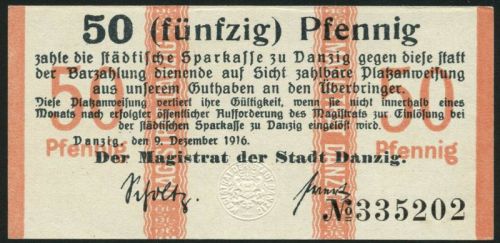 50 (fünfzig) Pfennig
zahle die städtische Sparkasse zu Danzig gegen diese statt
der Barzahlung dienende auf Sicht zahlbare Platzanweisung
aus unserem Guthaben an den Überbringer.
Diese Platzanweisung verliert ihre Gültigkeit, wenn sie nicht innerhalb eines
Monats nach erfolgter öffentlicher Aufforderung des Magistrats zur Einlösung bei
der städtischen Sparkasse zu Danzig eingelöst wird.
Danzig, den 9. Dezember 1916.
Der Magistrat der Stadt Danzig.
50
Pfennig
50
Pfennig
Scholtz
№335202